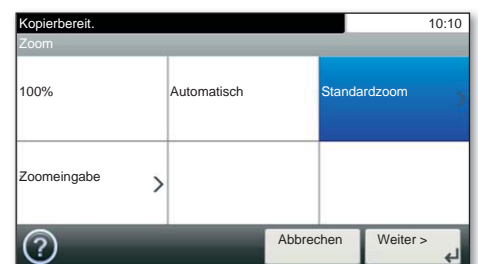 Kopierbereit. 10:10
Zoom
100% Automatisch Standardzoom >
Zoomeingabe >
? Abbrechen Weiter >